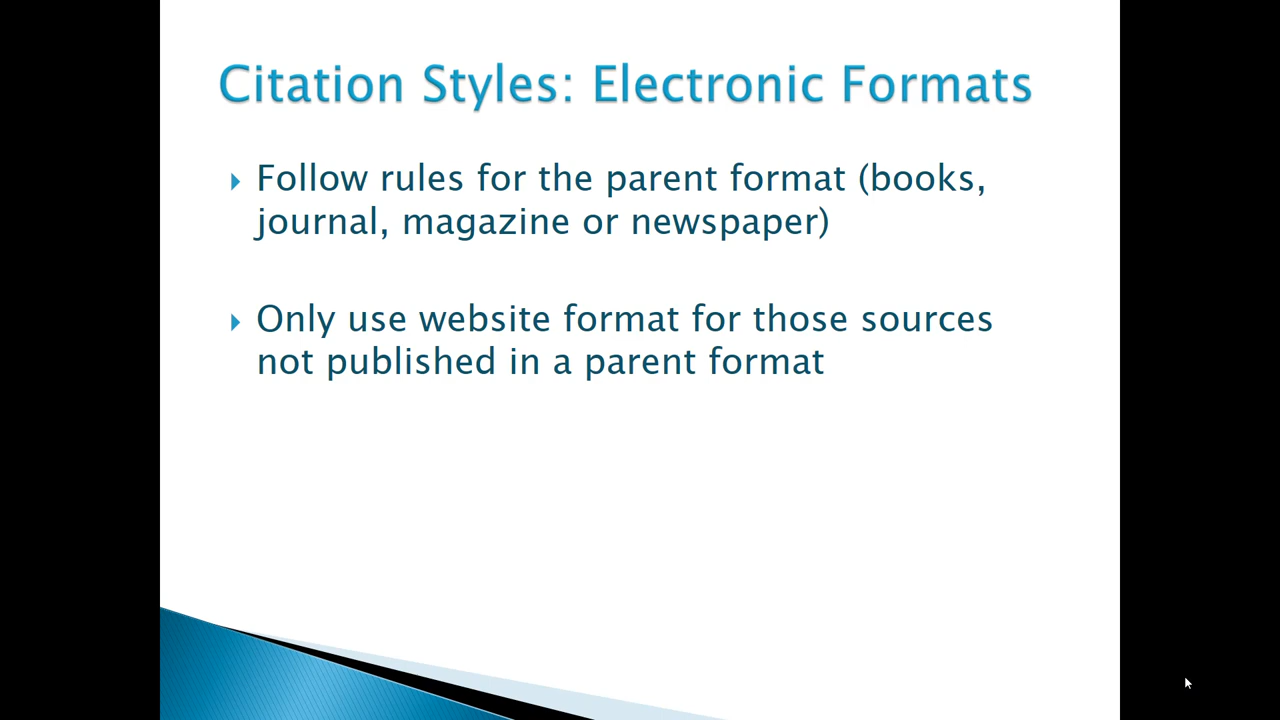 Citation Styles: Electronic Formats
Follow rules for the parent format (books,
journal, magazine or newspaper)
Only use website format for those sources
not published in a parent format